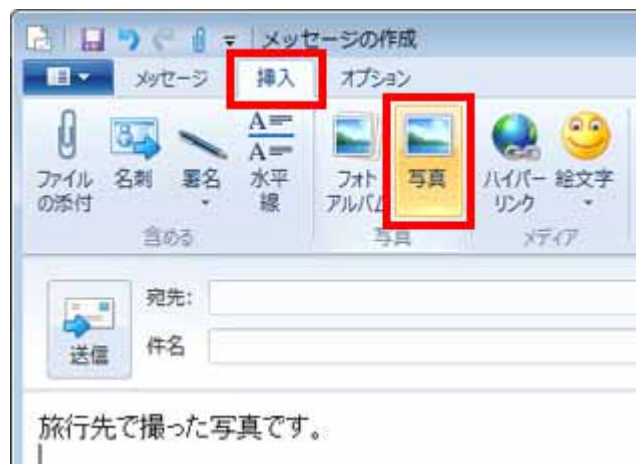 メッセージの作成
メッセージ 挿入 オプション
ファイルの添付
名刺
署名
水平線
フォトアルバム
写真
ハイパーリンク
絵文字
含める 写真 メディア
宛先:
送信
件名
旅行先で撮った写真です。